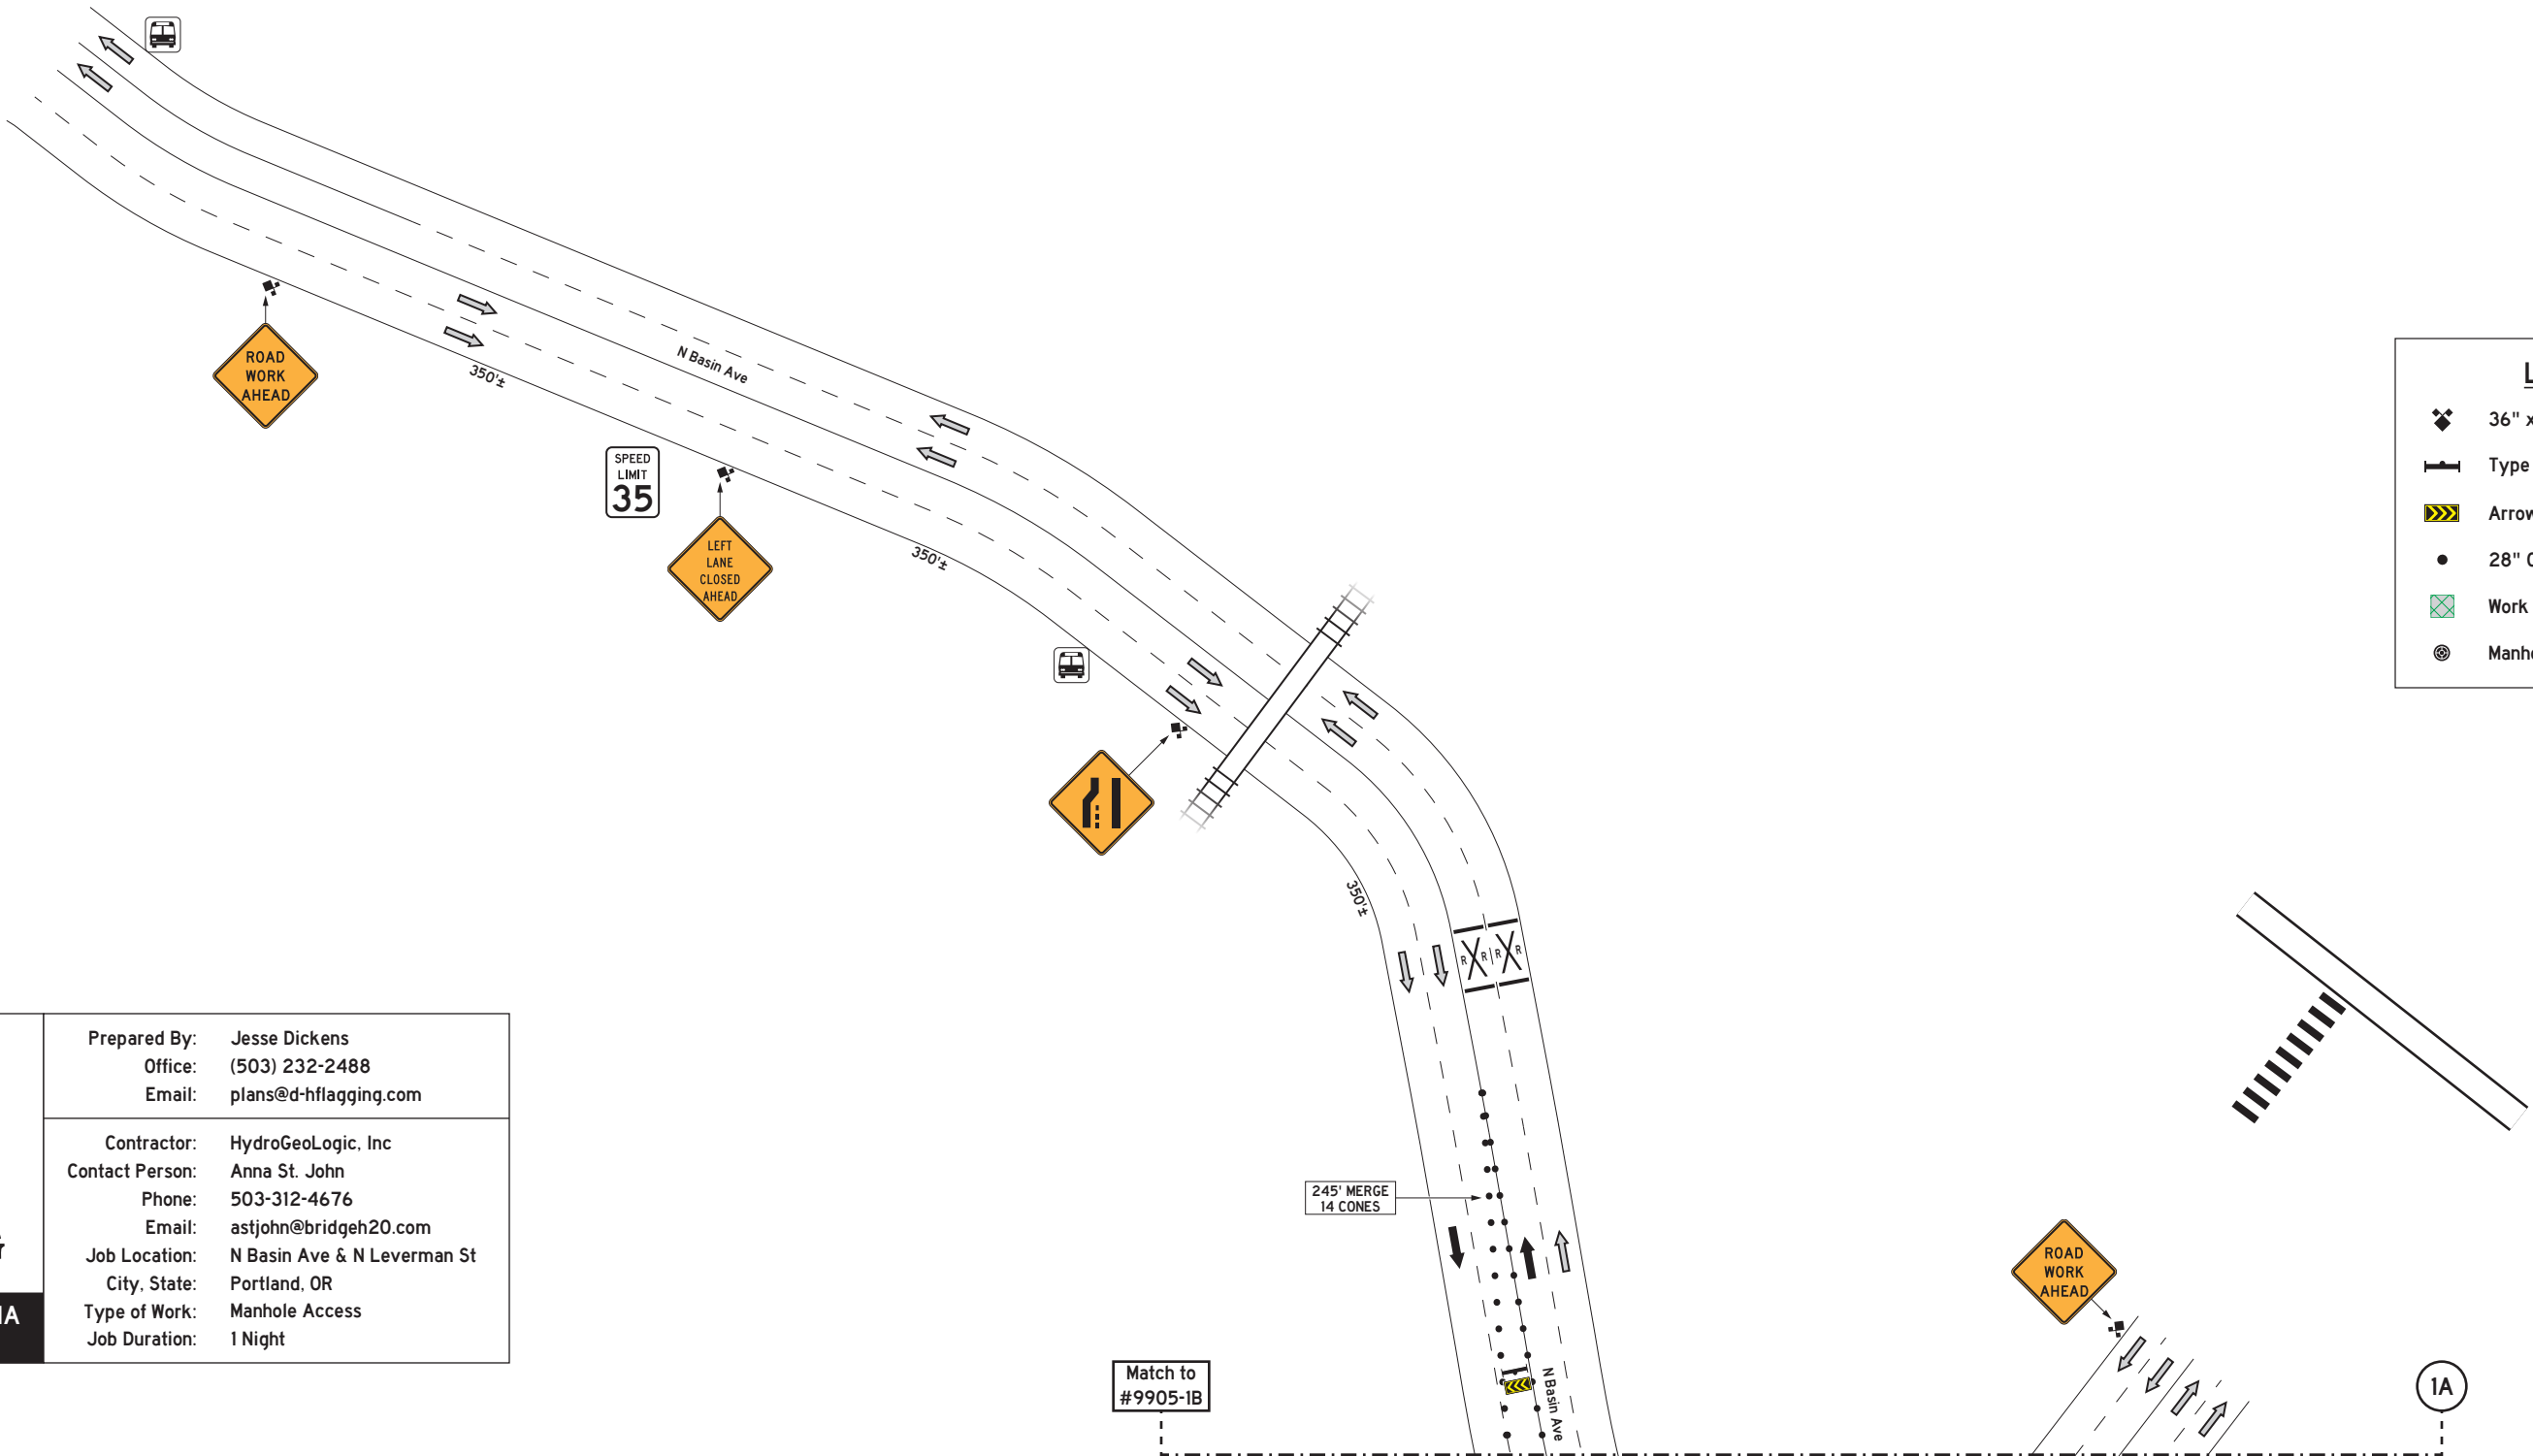 ROAD
WORK
AHEAD
350'±
N Basin Ave
SPEED
LIMIT
35
LEFT
LANE
CLOSED
AHEAD
350'±
350'±
R X R
R X R
36"
Type
Arrow
28"
Work
245' MERGE
14 CONES
N Basin Ave
ROAD
WORK
AHEAD
Match to
#9905-1B
1A
Prepared By: Jesse Dickens
Office: (503) 232-2488
Email: plans@d-hflagging.com
Contractor: HydroGeoLogic, Inc
Contact Person: Anna St. John
Phone: 503-312-4676
Email: astjohn@bridgeh20.com
Job Location: N Basin Ave & N Leverman St
City, State: Portland, OR
Type of Work: Manhole Access
Job Duration: 1 Night
1A